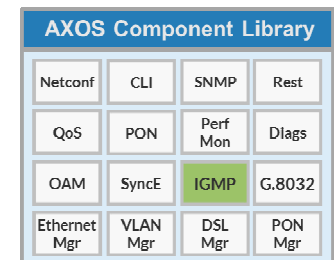 AXOS Component Library
Netconf CLI SNMP Rest
QoS PON Perf Mon Diags
OAM SyncE IGMP G.8032
Ethernet Mgr VLAN Mgr DSL Mgr PON Mgr